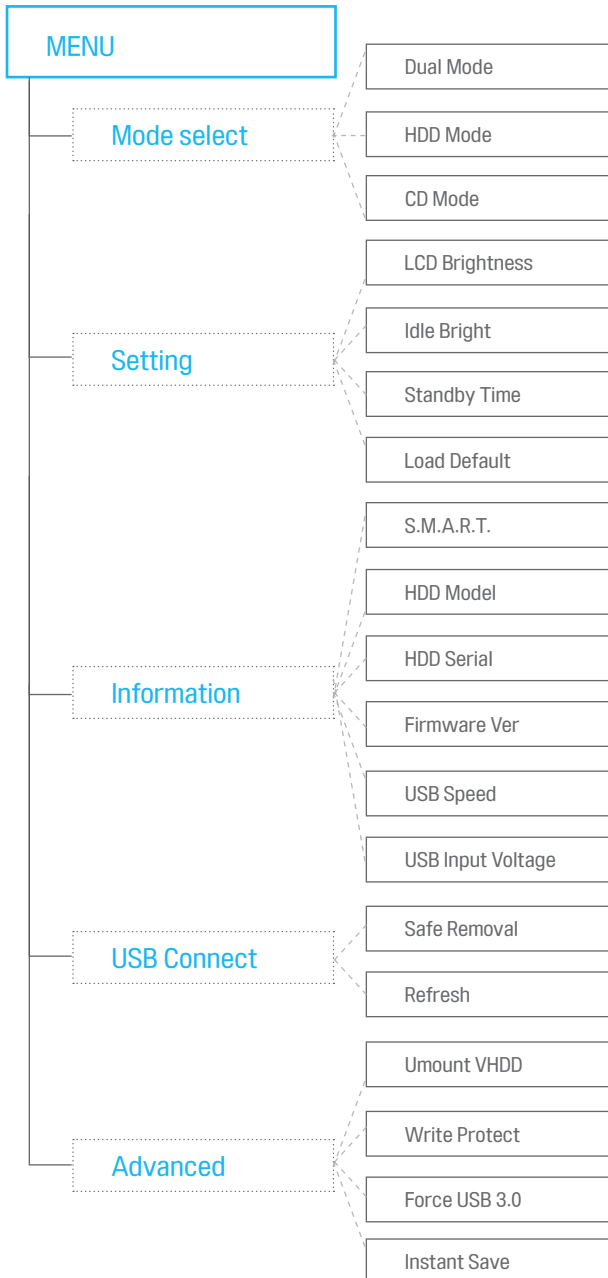 MENU
Mode select
Dual Mode
HDD Mode
CD Mode
Setting
LCD Brightness
Idle Bright
Standby Time
Load Default
Information
S.M.A.R.T.
HDD Model
HDD Serial
Firmware Ver
USB Speed
USB Input Voltage
USB Connect
Safe Removal
Refresh
Advanced
Umount VHDD
Write Protect
Force USB 3.0
Instant Save